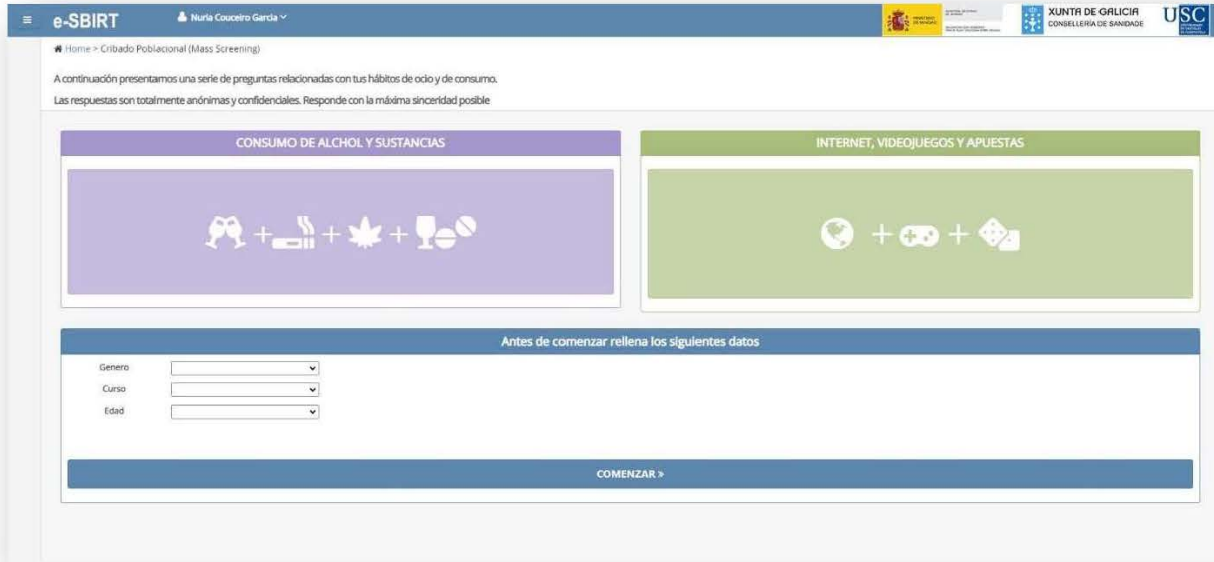 e-SBIRT
Nuria Couceiro Garcia
XUNTA DE GALICIA
CONSELLERÍA DE SANIDADE
USC
Home > Cribado Poblacional (Mass Screening)
A continuación presentamos una serie de preguntas relacionadas con tus hábitos de ocio y de consumo.
Las respuestas son totalmente anónimas y confidenciales. Responde con la máxima sinceridad posible
CONSUMO DE ALCHOL Y SUSTANCIAS
INTERNET, VIDEOJUEGOS Y APUESTAS
+ + +
+ +
Antes de comenzar rellena los siguientes datos
Genero
Curso
Edad
COMENZAR »